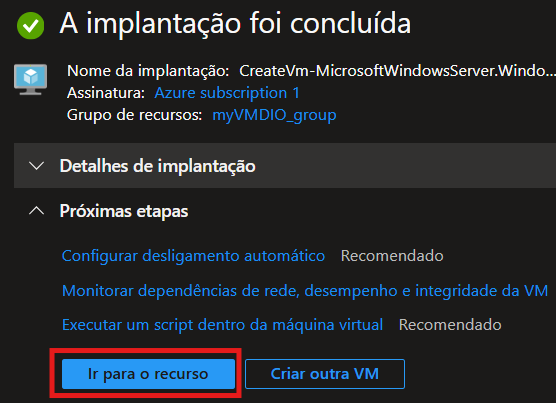 A implantação foi concluída
Nome da implantação: CreateVm-MicrosoftWindowsServer.Windo...
Assinatura: Azure subscription 1
Grupo de recursos: myVMDIO_group
Detalhes de implantação
Próximas etapas
Configurar desligamento automático Recomendado
Monitorar dependências de rede, desempenho e integridade da VM
Executar um script dentro da máquina virtual Recomendado
Ir para o recurso Criar outra VM